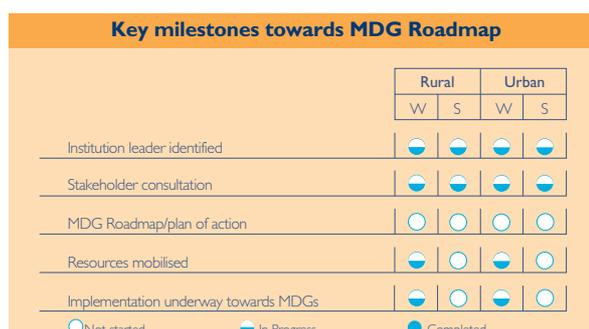 Key milestones towards MDG Roadmap
Rural Urban
W S W S
Institution leader identified
Stakeholder consultation
MDG Roadmap/plan of action
Resources mobilised
Implementation underway towards MDGs
Not started In Progress Completed